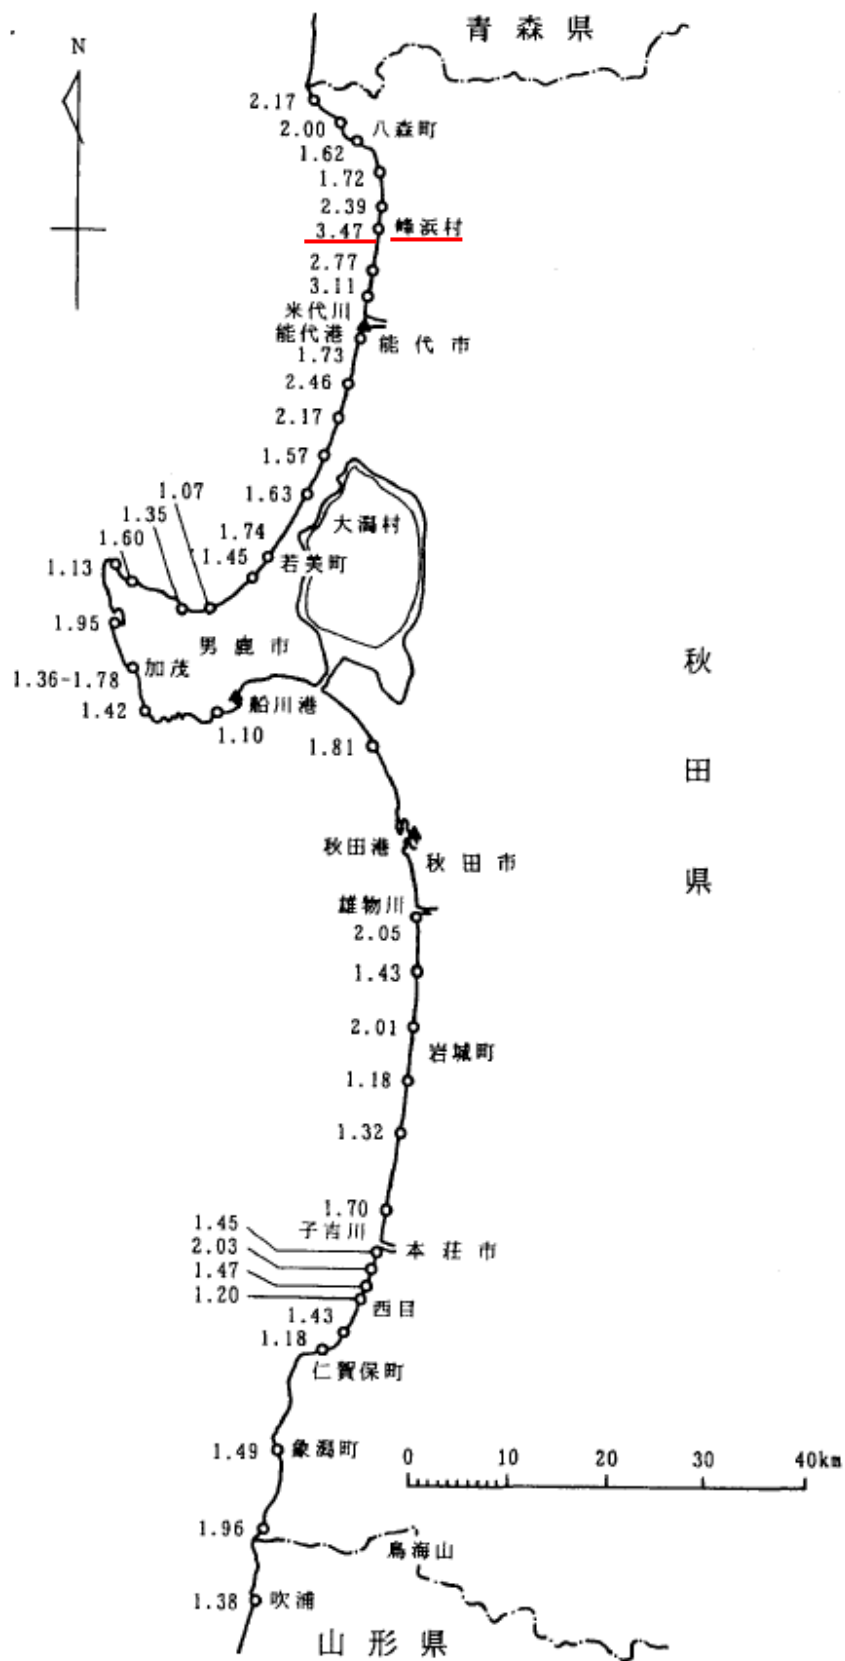 青森県
N
2.17
2.00
八森町
1.62
1.72
2.39
3.47
峰浜村
2.77
3.11
米代川
能代港
能代市
1.73
2.46
2.17
1.57
1.07
1.63
1.35
大潟村
1.60
1.74
1.45
若美町
1.13
1.95
男鹿市
秋田県
加茂
1.36-1.78
船川港
1.42
1.10
1.81
秋田港
秋田市
雄物川
2.05
1.43
2.01
岩城町
1.18
1.32
1.70
1.45
子吉川
本荘市
2.03
1.47
1.20
西目
1.43
1.18
仁賀保町
1.49
象潟町
0 10 20 30 40km
1.96
鳥海山
1.38
吹浦
山形県